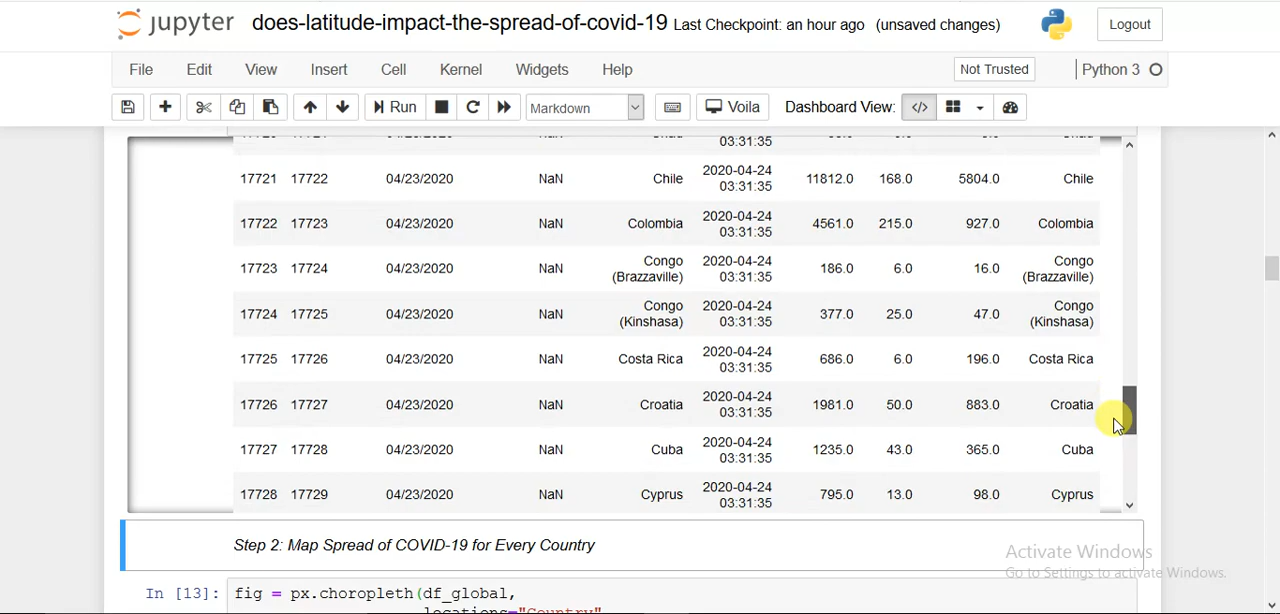 jupyter does-latitude-impact-the-spread-of-covid-19 Last Checkpoint: an hour ago (unsaved changes) Logout
File Edit View Insert Cell Kernel Widgets Help Not Trusted Python 3
Run Markdown Voila Dashboard View:
03:31:35
17721 17722 04/23/2020 NaN Chile 2020-04-24 03:31:35 11812.0 168.0 5804.0 Chile
17722 17723 04/23/2020 NaN Colombia 2020-04-24 03:31:35 4561.0 215.0 927.0 Colombia
17723 17724 04/23/2020 NaN Congo (Brazzaville) 2020-04-24 03:31:35 186.0 6.0 16.0 Congo (Brazzaville)
17724 17725 04/23/2020 NaN Congo (Kinshasa) 2020-04-24 03:31:35 377.0 25.0 47.0 Congo (Kinshasa)
17725 17726 04/23/2020 NaN Costa Rica 2020-04-24 03:31:35 686.0 6.0 196.0 Costa Rica
17726 17727 04/23/2020 NaN Croatia 2020-04-24 03:31:35 1981.0 50.0 883.0 Croatia
17727 17728 04/23/2020 NaN Cuba 2020-04-24 03:31:35 1235.0 43.0 365.0 Cuba
17728 17729 04/23/2020 NaN Cyprus 2020-04-24 03:31:35 795.0 13.0 98.0 Cyprus
Step 2: Map Spread of COVID-19 for Every Country
Activate Windows
Go to Settings to activate Windows.
In [13]: fig = px.choropleth(df_global,
locations="Country"